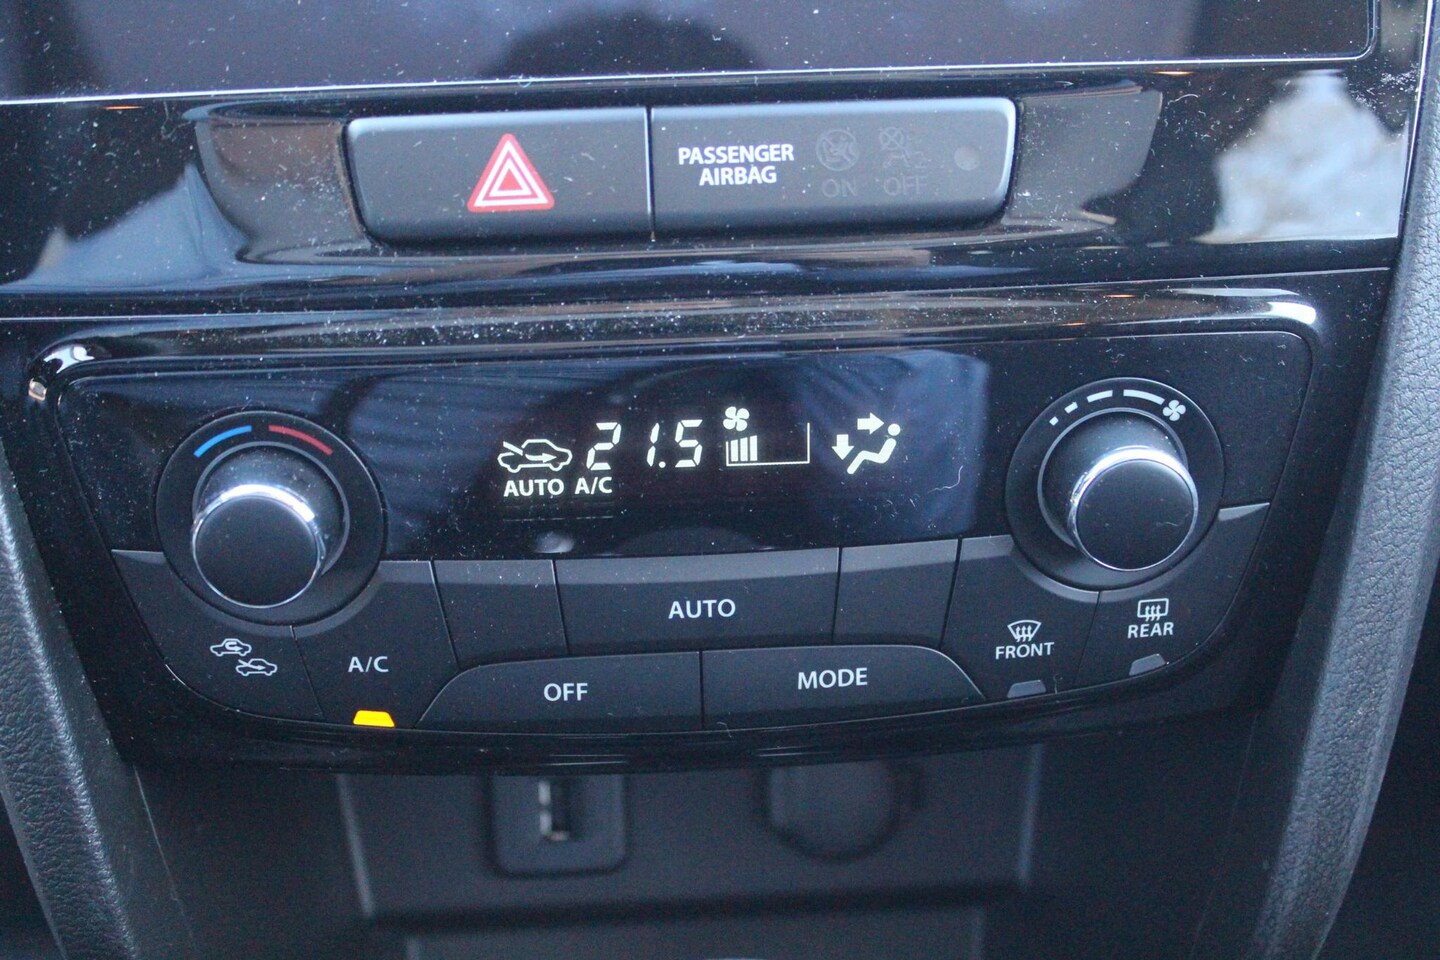 PASSENGER
AIRBAG
ON OFF
21.5
AUTO A/C
AUTO
A/C
OFF
MODE
FRONT
REAR